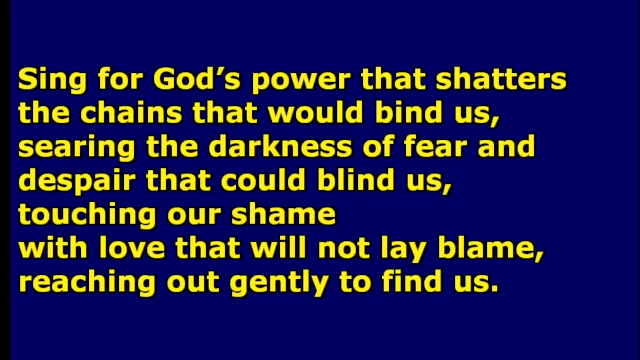 Sing for God’s power that shatters
the chains that would bind us,
searing the darkness of fear and
despair that could blind us,
touching our shame
with love that will not lay blame,
reaching out gently to find us.